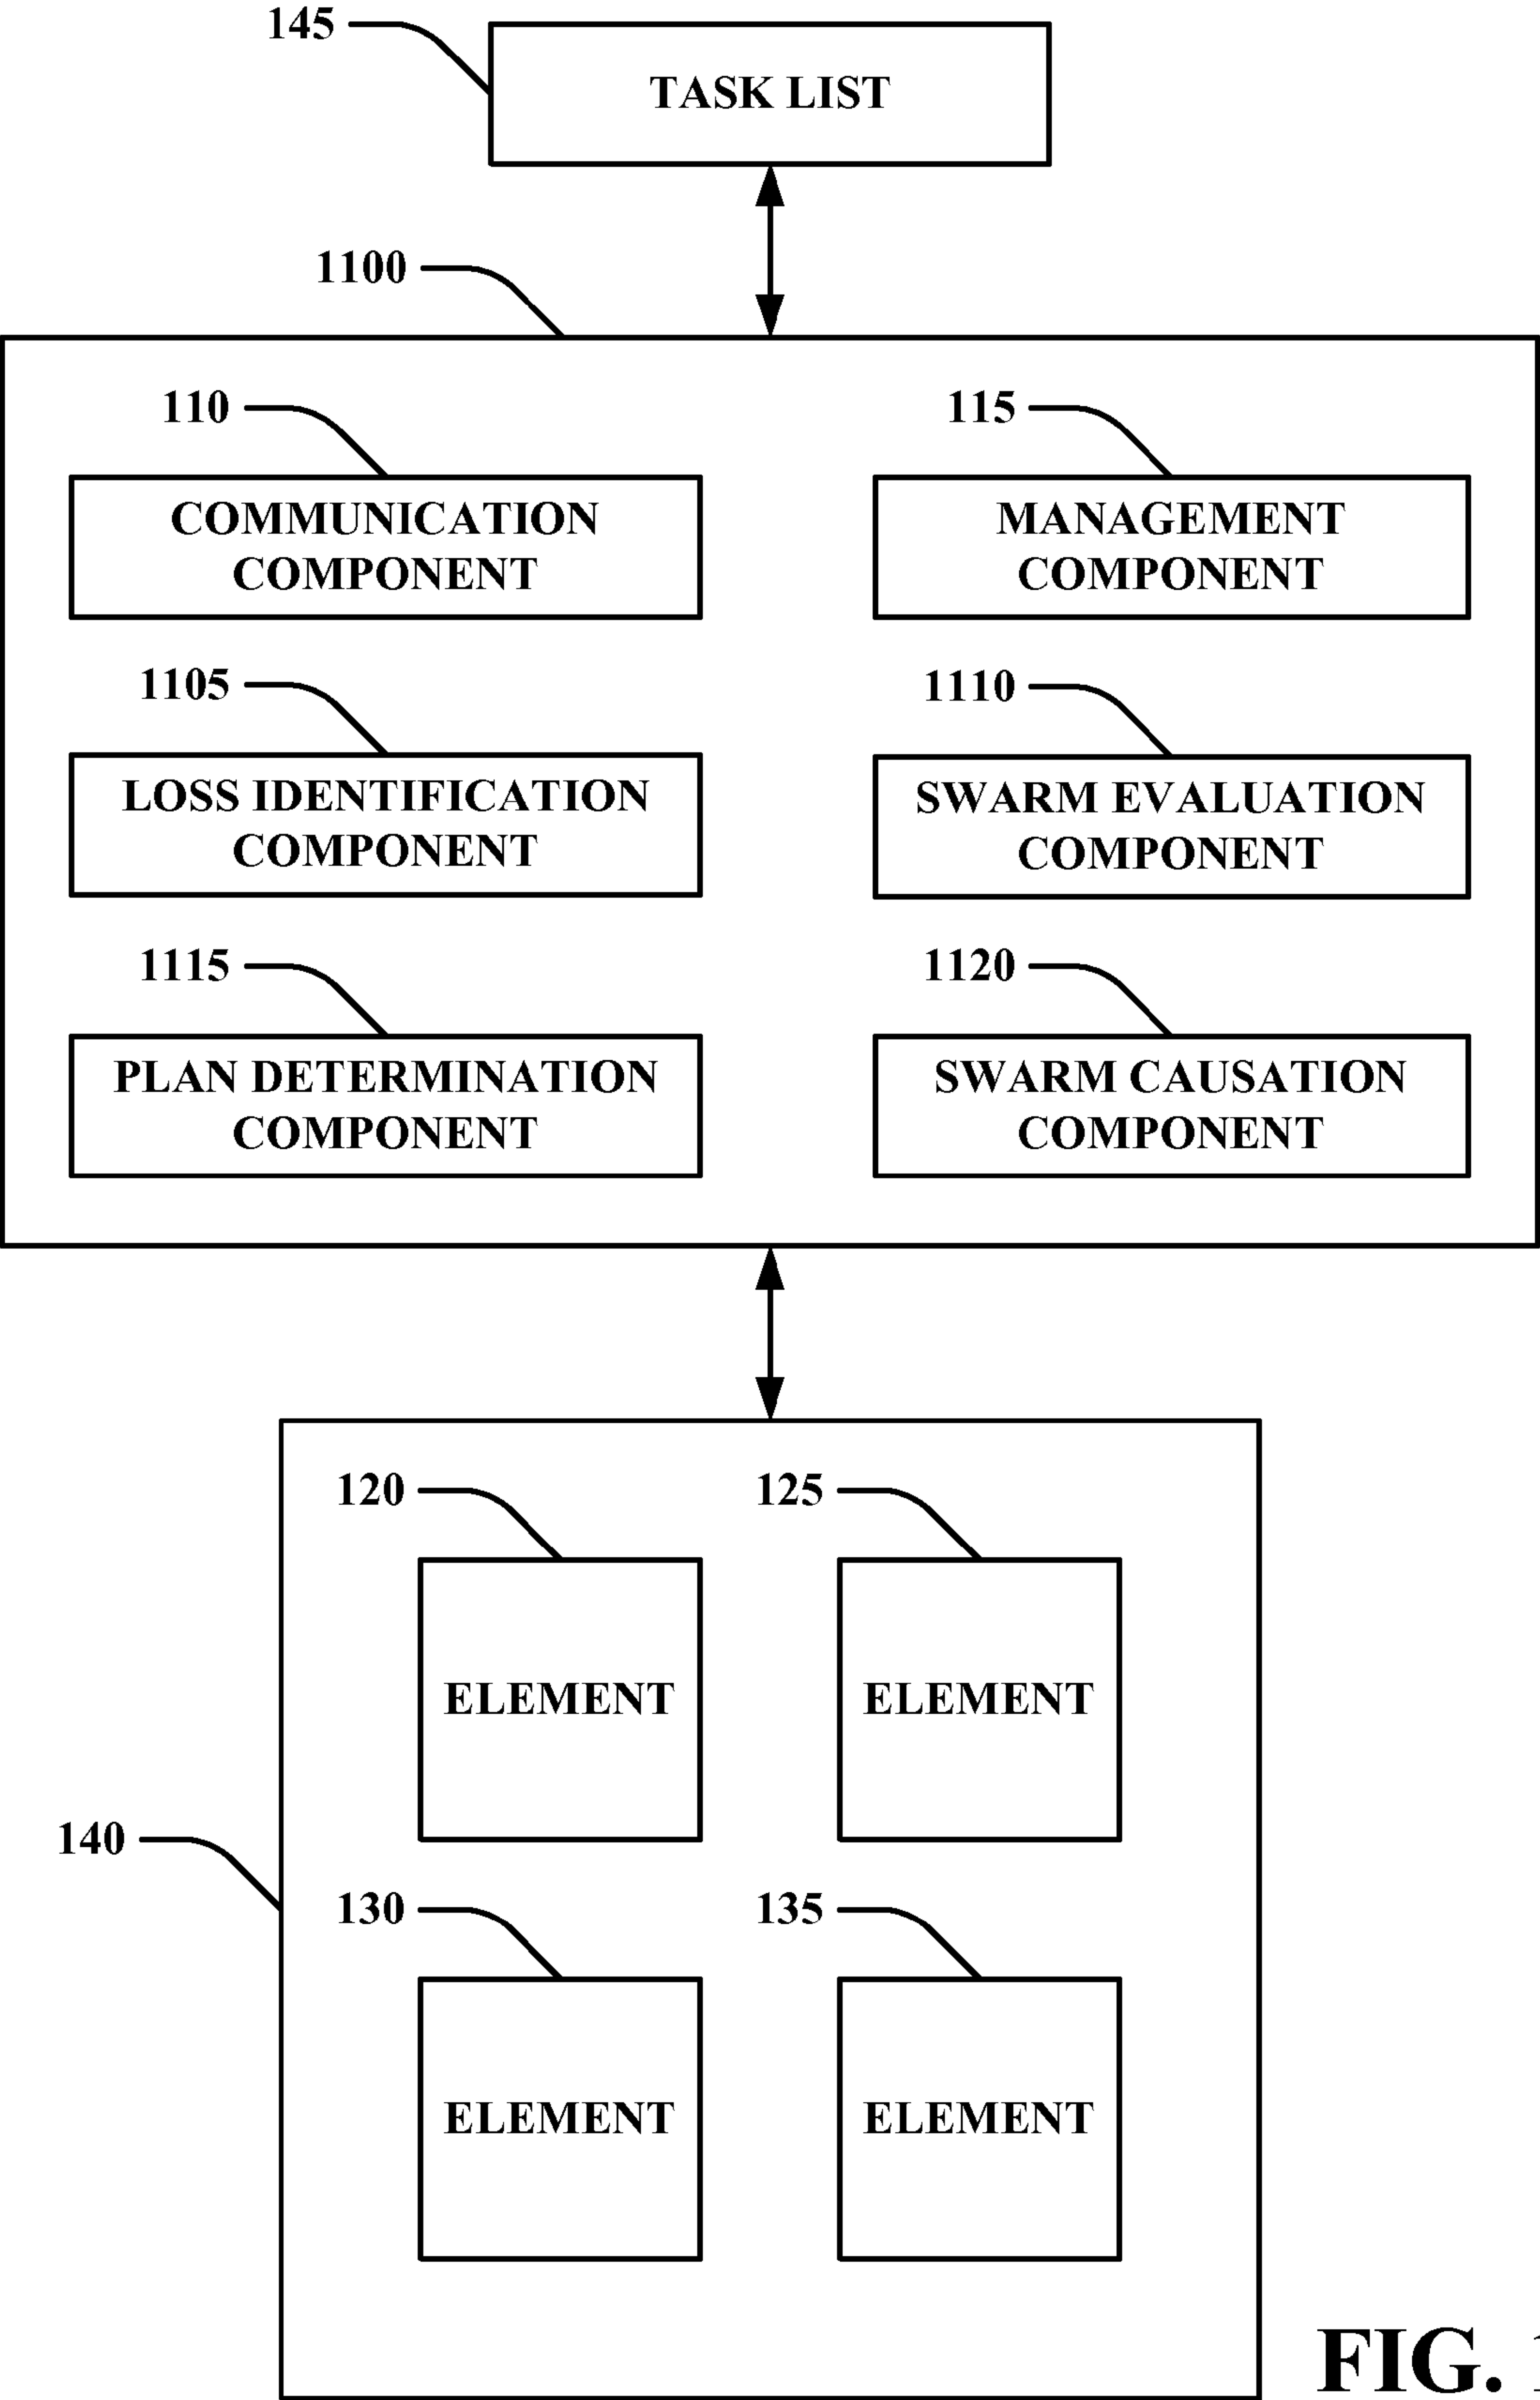 145
TASK LIST
1100
110
115
COMMUNICATION
COMPONENT
MANAGEMENT
COMPONENT
1105
1110
LOSS IDENTIFICATION
COMPONENT
SWARM EVALUATION
COMPONENT
1115
1120
PLAN DETERMINATION
COMPONENT
SWARM CAUSATION
COMPONENT
120
125
ELEMENT
ELEMENT
140
130
135
ELEMENT
ELEMENT
FIG.